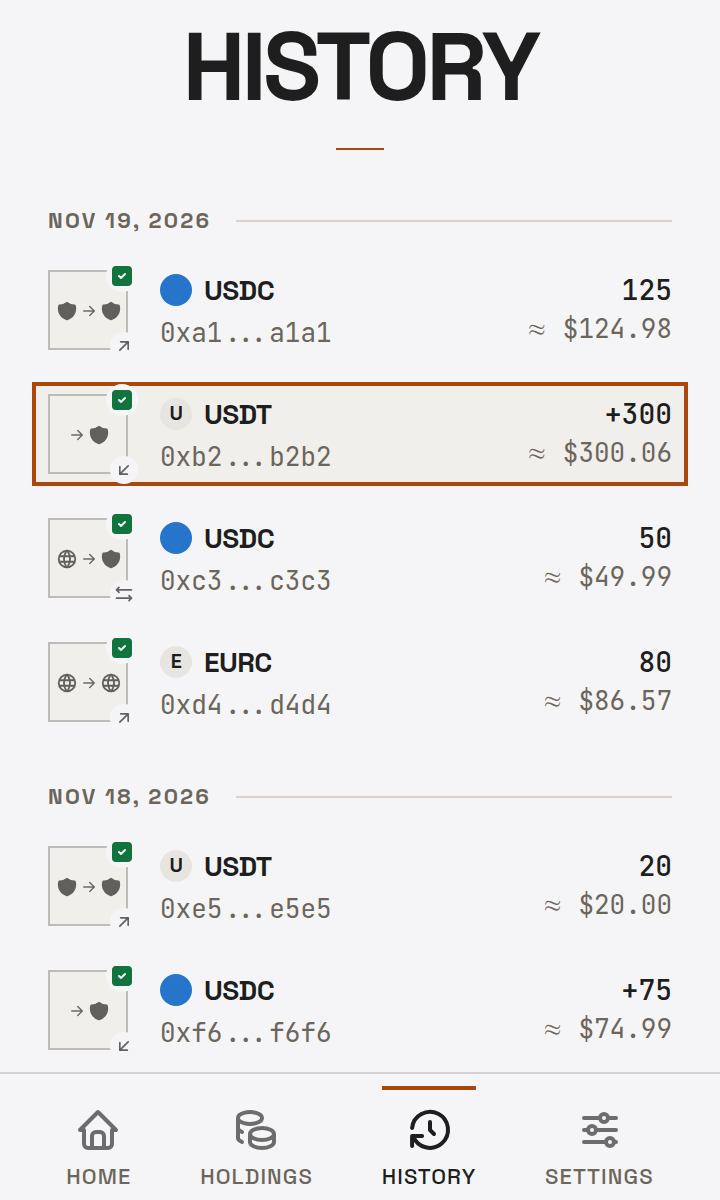 HISTORY
NOV 19, 2026
USDC 125
0xa1...a1a1 ≈ $124.98
U USDT +300
0xb2...b2b2 ≈ $300.06
USDC 50
0xc3...c3c3 ≈ $49.99
E EURC 80
0xd4...d4d4 ≈ $86.57
NOV 18, 2026
U USDT 20
0xe5...e5e5 ≈ $20.00
USDC +75
0xf6...f6f6 ≈ $74.99
HOME HOLDINGS HISTORY SETTINGS